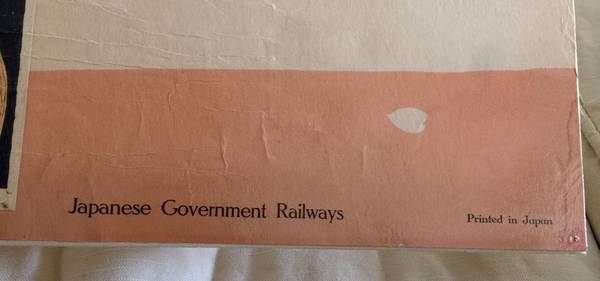 Japanese Government Railways
Printed in Japan